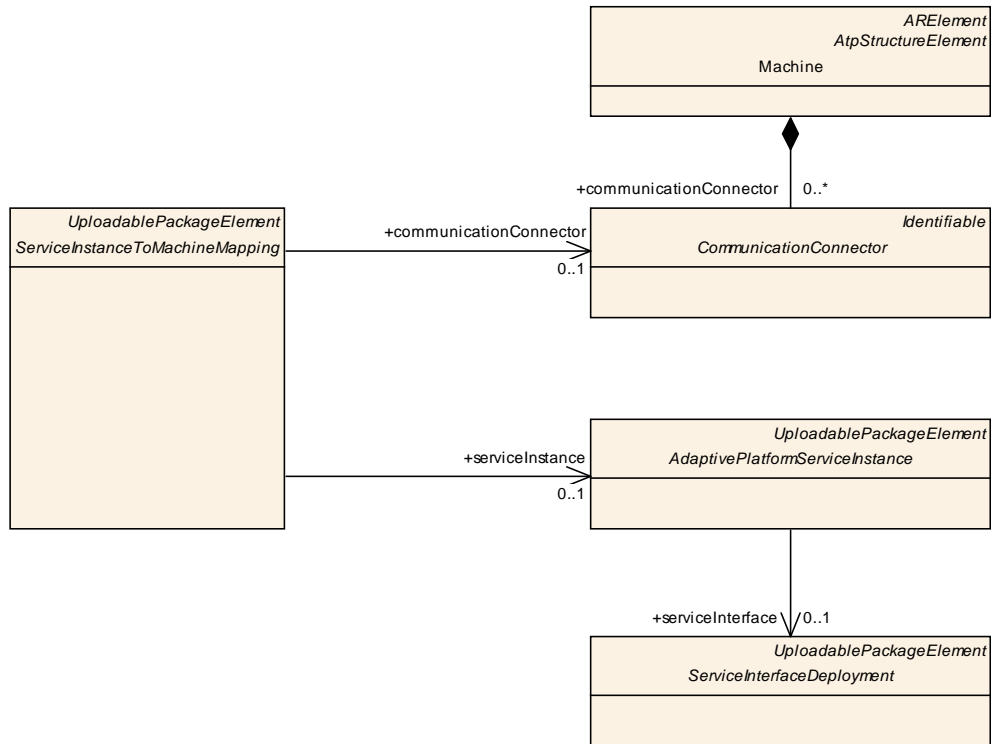 ARElement
AtpStructureElement
Machine
+communicationConnector 0..*
UploadablePackageElement
ServiceInstanceToMachineMapping
+communicationConnector
0..1
Identifiable
CommunicationConnector
+serviceInstance
0..1
UploadablePackageElement
AdaptivePlatformServiceInstance
+serviceInterface 0..1
UploadablePackageElement
ServiceInterfaceDeployment